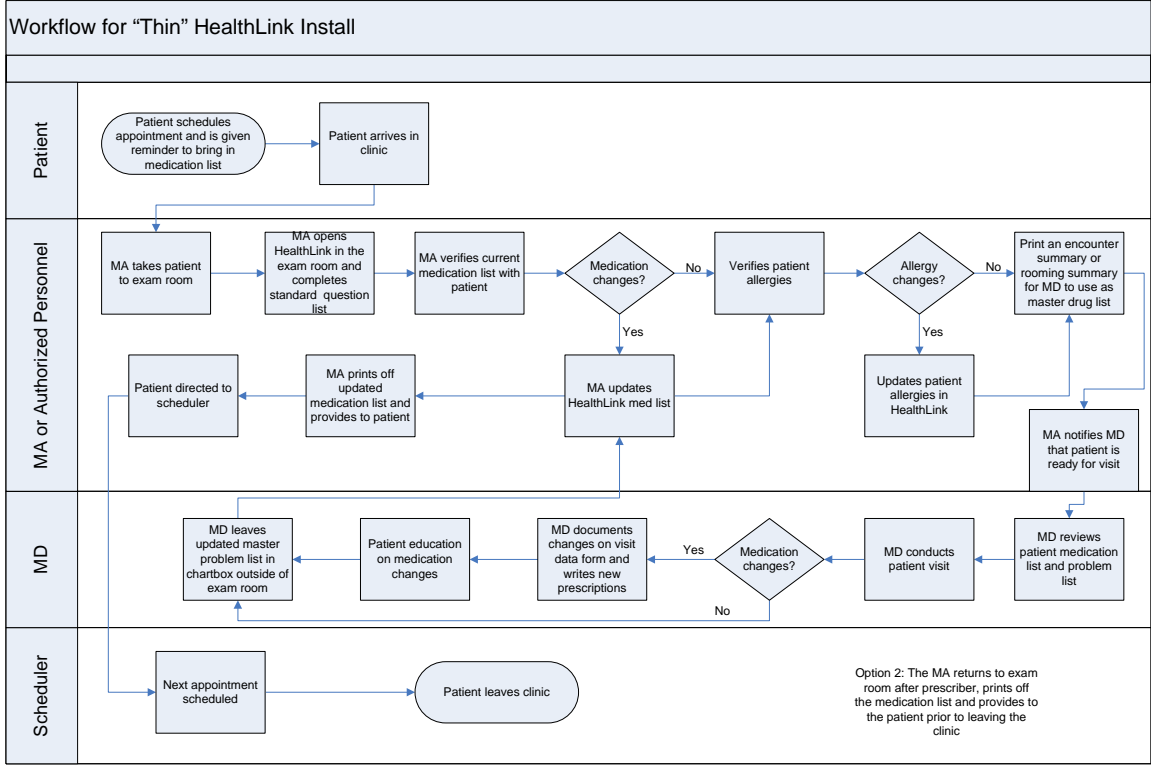 Workflow for “Thin” HealthLink Install
Patient
Patient schedules
appointment and is given
reminder to bring in
medication list
Patient arrives in
clinic
MA or Authorized Personnel
MA takes patient
to exam room
MA opens
HealthLink in the
exam room and
completes
standard question
list
MA verifies current
medication list with
patient
Medication
changes?
No
Yes
Verifies patient
allergies
Allergy
changes?
No
Yes
Print an encounter
summary or
rooming summary
for MD to use as
master drug list
Patient directed to
scheduler
MA prints off
updated
medication list and
provides to patient
MA updates
HealthLink med list
Updates patient
allergies in
HealthLink
MA notifies MD
that patient is
ready for visit
MD
MD leaves
updated master
problem list in
chartbox outside of
exam room
Patient education
on medication
changes
MD documents
changes on visit
data form and
writes new
prescriptions
Yes
Medication
changes?
No
MD conducts
patient visit
MD reviews
patient medication
list and problem
list
Scheduler
Next appointment
scheduled
Patient leaves clinic
Option 2: The MA returns to exam
room after prescriber, prints off
the medication list and provides to
the patient prior to leaving the
clinic